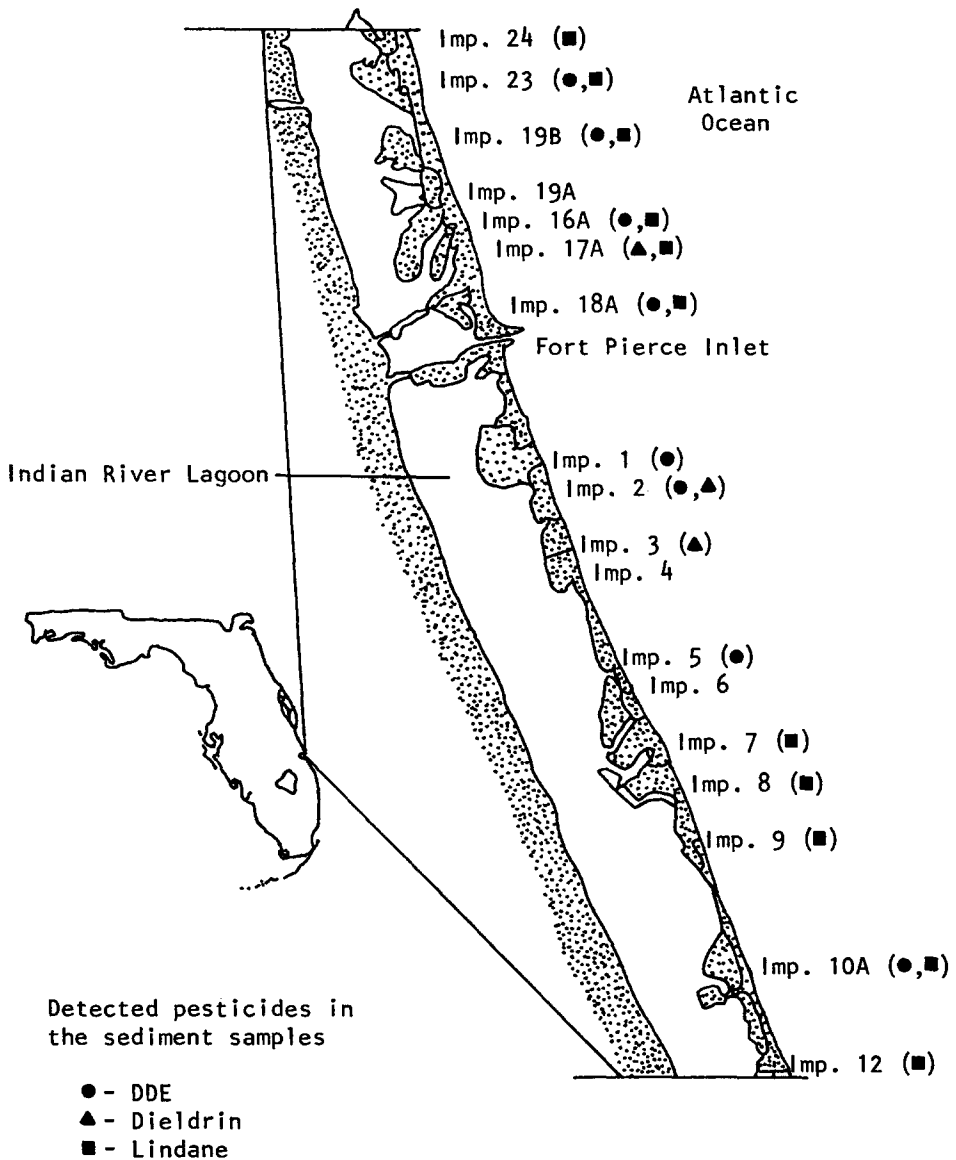 Imp. 24 (■)
Imp. 23 (●,■)
Atlantic
Ocean
Imp. 19B (●,■)
Imp. 19A
Imp. 16A (●,■)
Imp. 17A (▲,■)
Imp. 18A (●,■)
Fort Pierce Inlet
Imp. 1 (●)
Indian River Lagoon
Imp. 2 (●,▲)
Imp. 3 (▲)
Imp. 4
Imp. 5 (●)
Imp. 6
Imp. 7 (■)
Imp. 8 (■)
Imp. 9 (■)
Imp. 10A (●,■)
Imp. 12 (■)
Detected pesticides in
the sediment samples
● - DDE
▲ - Dieldrin
■ - Lindane